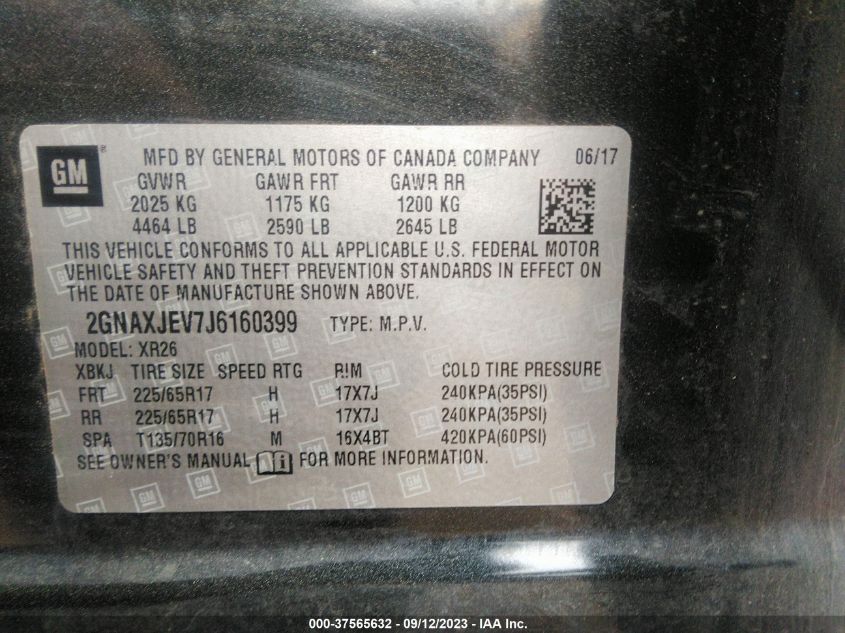 GM
MFD BY GENERAL MOTORS OF CANADA COMPANY 06/17
GVWR GAWR FRT GAWR RR
2025 KG 1175 KG 1200 KG
4464 LB 2590 LB 2645 LB
THIS VEHICLE CONFORMS TO ALL APPLICABLE U.S. FEDERAL MOTOR
VEHICLE SAFETY AND THEFT PREVENTION STANDARDS IN EFFECT ON
THE DATE OF MANUFACTURE SHOWN ABOVE.
2GNAXJEV7J6160399 TYPE: M.P.V.
MODEL: XR26
XBKJ TIRE SIZE SPEED RTG RIM COLD TIRE PRESSURE
FRT 225/65R17 H 17X7J 240KPA(35PSI)
RR 225/65R17 H 17X7J 240KPA(35PSI)
SPA T135/70R16 M 16X4BT 420KPA(60PSI)
SEE OWNER'S MANUAL FOR MORE INFORMATION.
000-37565632 - 09/12/2023 - IAA Inc.